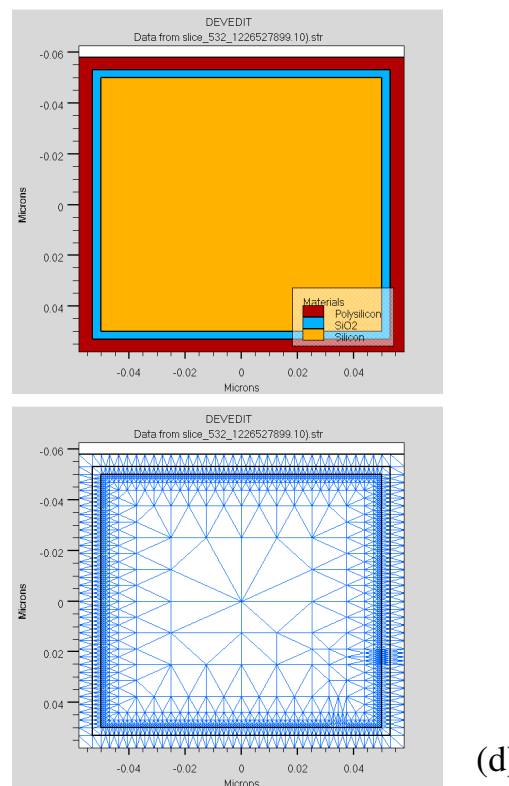 DEVEDIT
Data from slice_532_1226527899.10).str
-0.06
-0.04
-0.02
0
0.02
0.04
Microns
-0.04 -0.02 0 0.02 0.04
Microns
Materials
Polysilicon
SiO2
Silicon
DEVEDIT
Data from slice_532_1226527899.10).str
-0.06
-0.04
-0.02
0
0.02
0.04
Microns
-0.04 -0.02 0 0.02 0.04
Microns
(d)